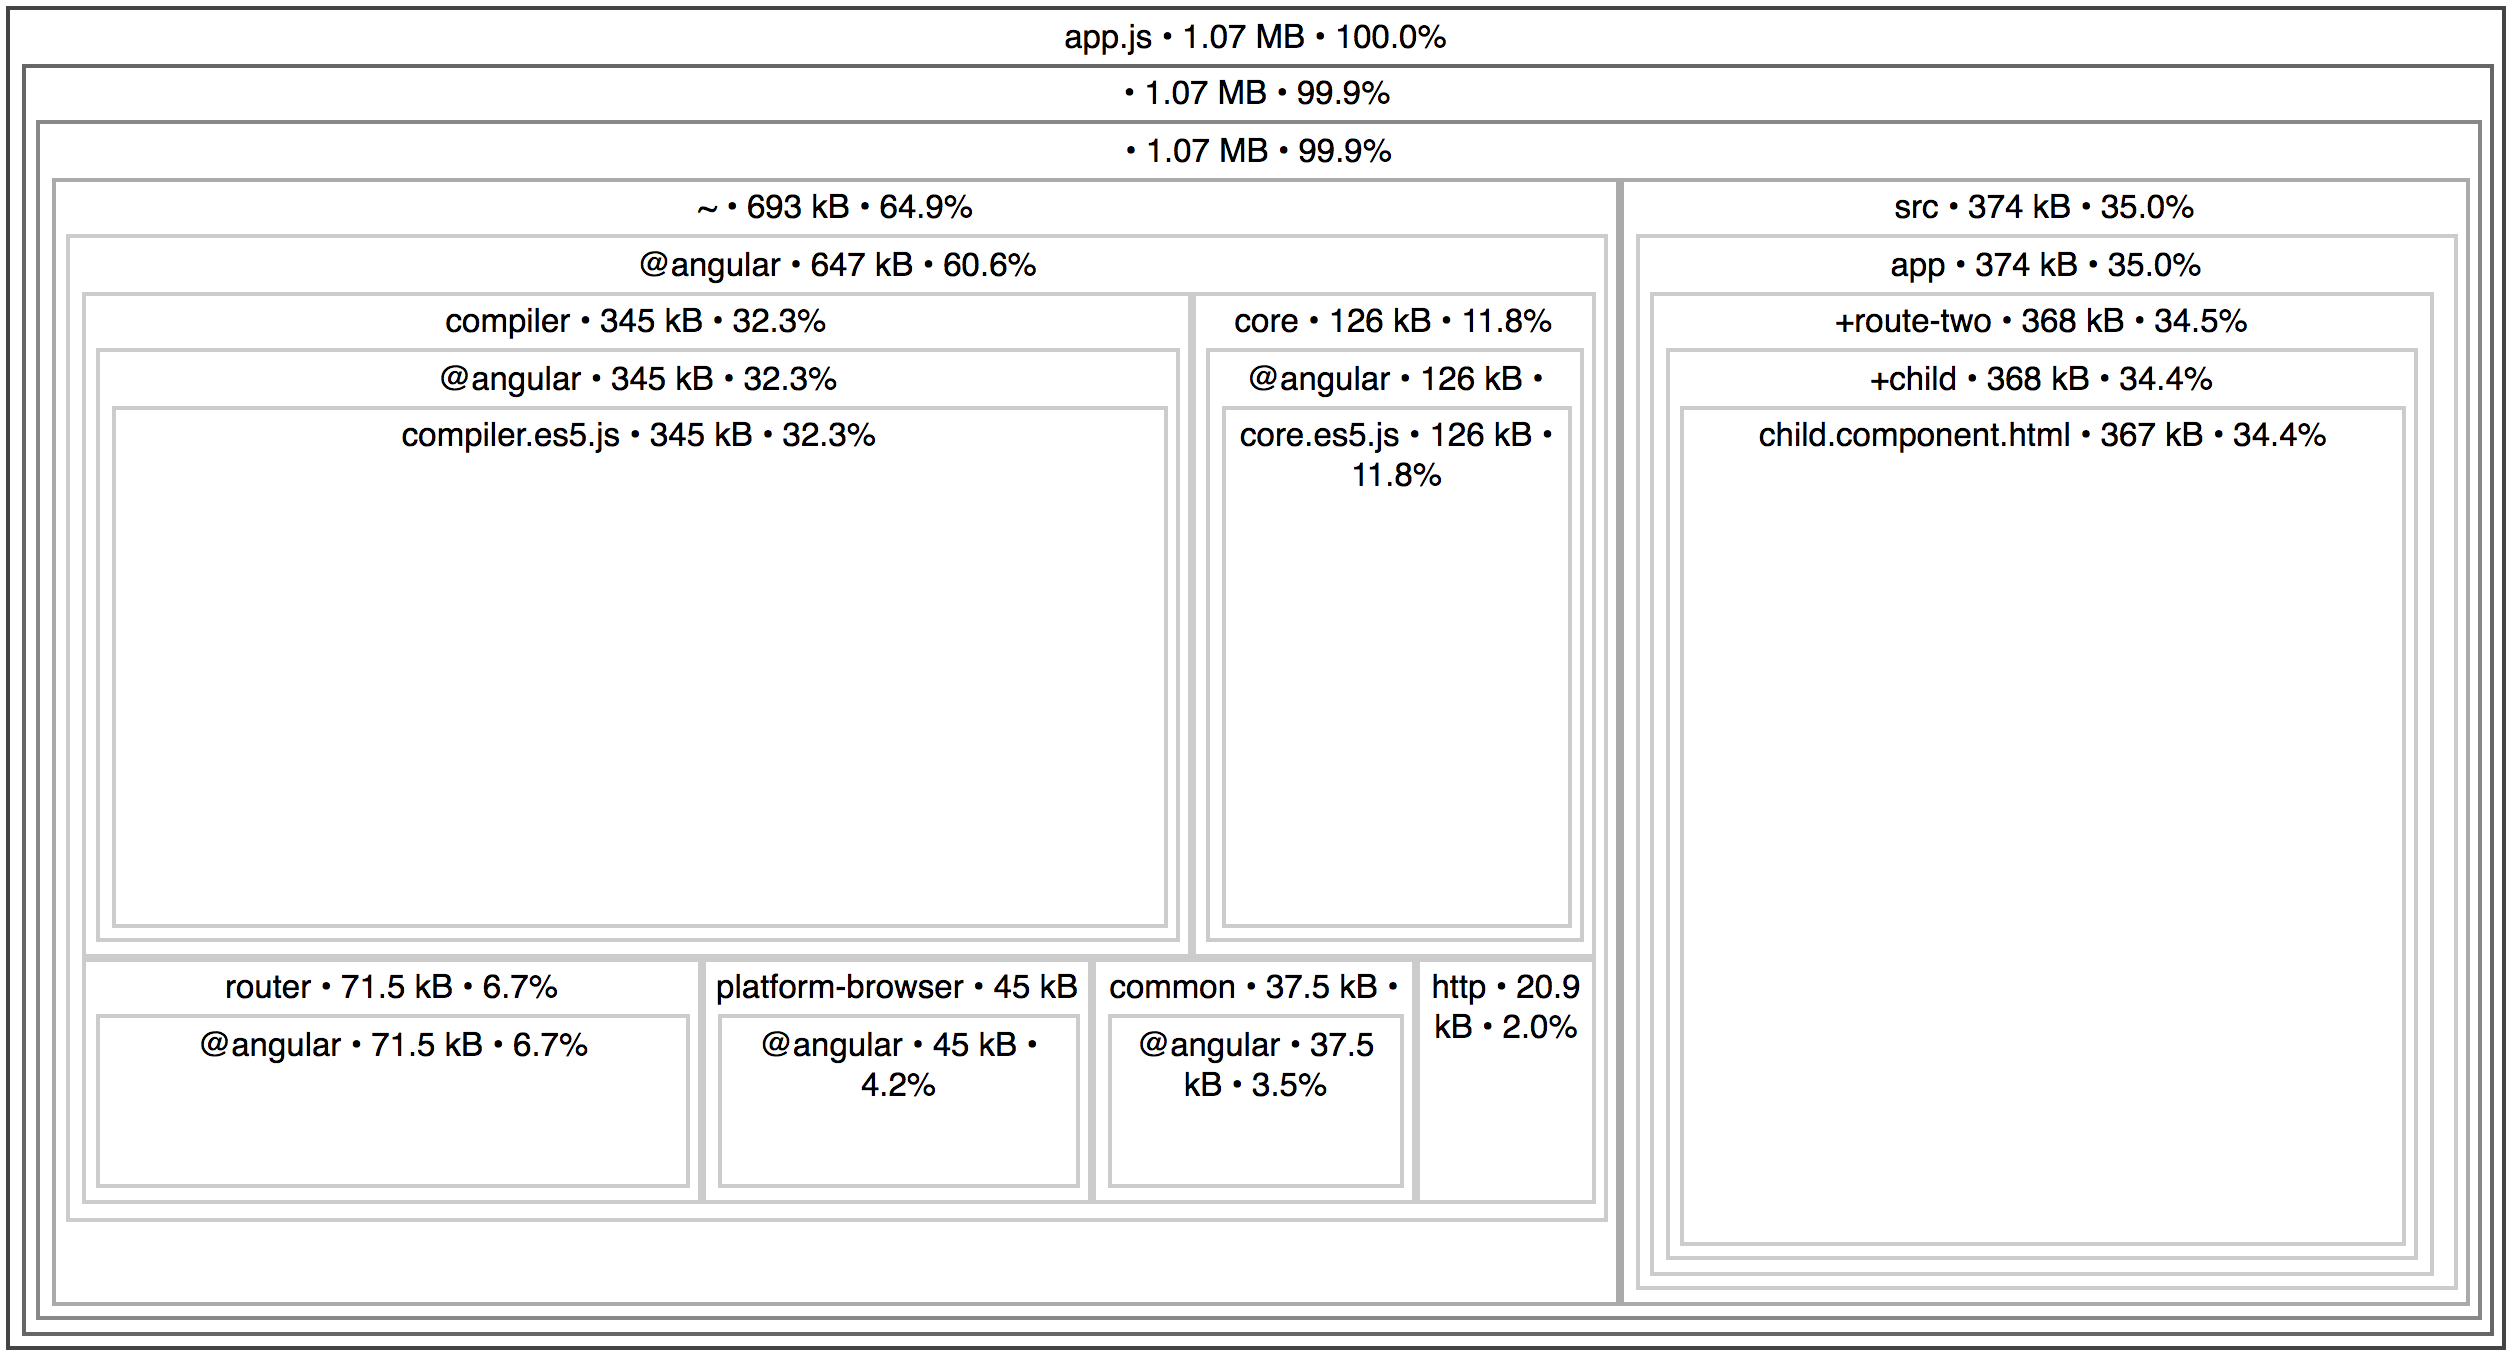 app.js • 1.07 MB • 100.0%
• 1.07 MB • 99.9%
• 1.07 MB • 99.9%
~ • 693 kB • 64.9%
@angular • 647 kB • 60.6%
compiler • 345 kB • 32.3%
@angular • 345 kB • 32.3%
compiler.es5.js • 345 kB • 32.3%
core • 126 kB • 11.8%
@angular • 126 kB •
core.es5.js • 126 kB •
11.8%
router • 71.5 kB • 6.7%
@angular • 71.5 kB • 6.7%
platform-browser • 45 kB
@angular • 45 kB •
4.2%
common • 37.5 kB •
@angular • 37.5
kB • 3.5%
http • 20.9
kB • 2.0%
src • 374 kB • 35.0%
app • 374 kB • 35.0%
+route-two • 368 kB • 34.5%
+child • 368 kB • 34.4%
child.component.html • 367 kB • 34.4%